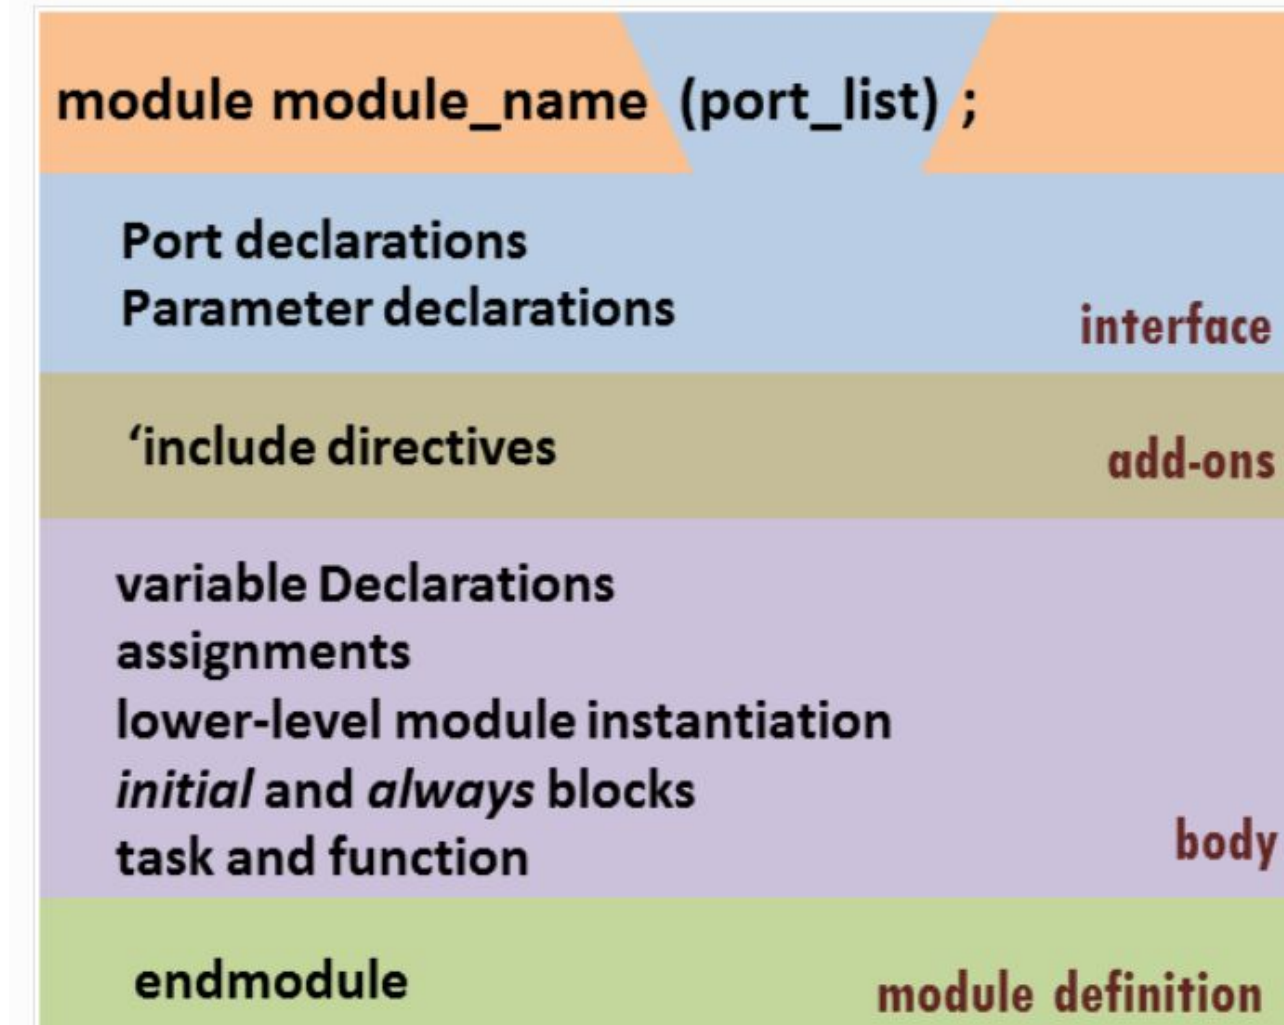 module module_name (port_list) ;
Port declarations
Parameter declarations
interface
‘include directives
add-ons
variable Declarations
assignments
lower-level module instantiation
initial and always blocks
task and function
body
endmodule
module definition